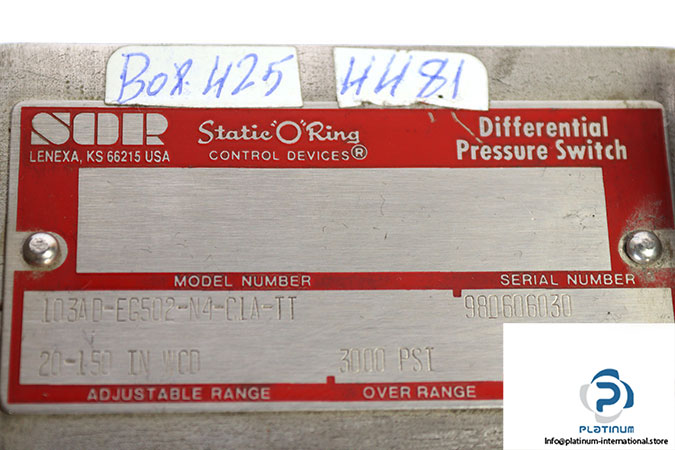 Box 425
4481
SOR
LENEXA, KS 66215 USA
Static "O" Ring
CONTROL DEVICES®
Differential
Pressure Switch
MODEL NUMBER
SERIAL NUMBER
103AD-EG502-N4-C1A-TT
980606030
20-150 IN WCD
3000 PSI
ADJUSTABLE RANGE
OVER RANGE
PLATINUM
Info@platinum-international.store